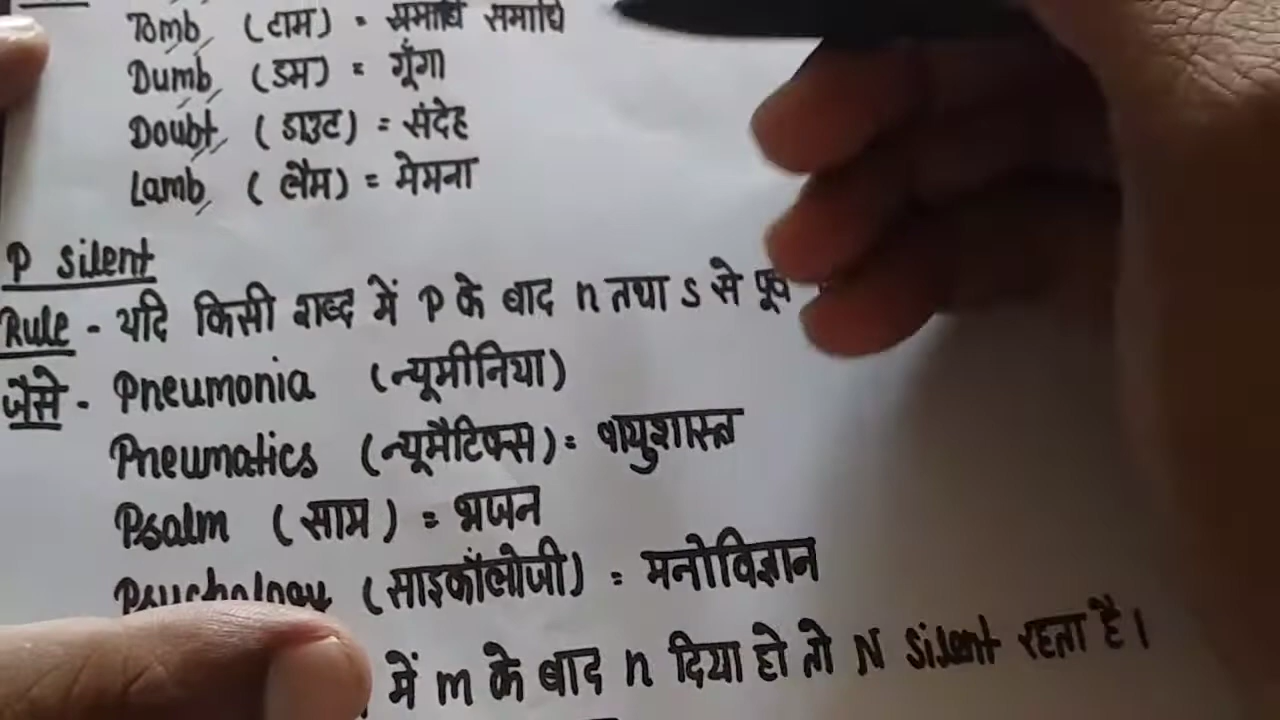 Tomb (टाम) = समाधि समाधि
Dumb (डम) = गूँगा
Doubt (डाउट) = संदेह
Lamb (लैम) = मेमना
P silent
Rule - यदि किसी शब्द में P के बाद n तथा s से पूर्व
जैसे - Pneumonia (न्यूमीनिया)
Pneumatics (न्यूमैटिक्स) = वायुशास्त्र
Psalm (साम) = भजन
Psychology (साइकॉलोजी) = मनोविज्ञान
में m के बाद n दिया हो तो N silent रहता है।